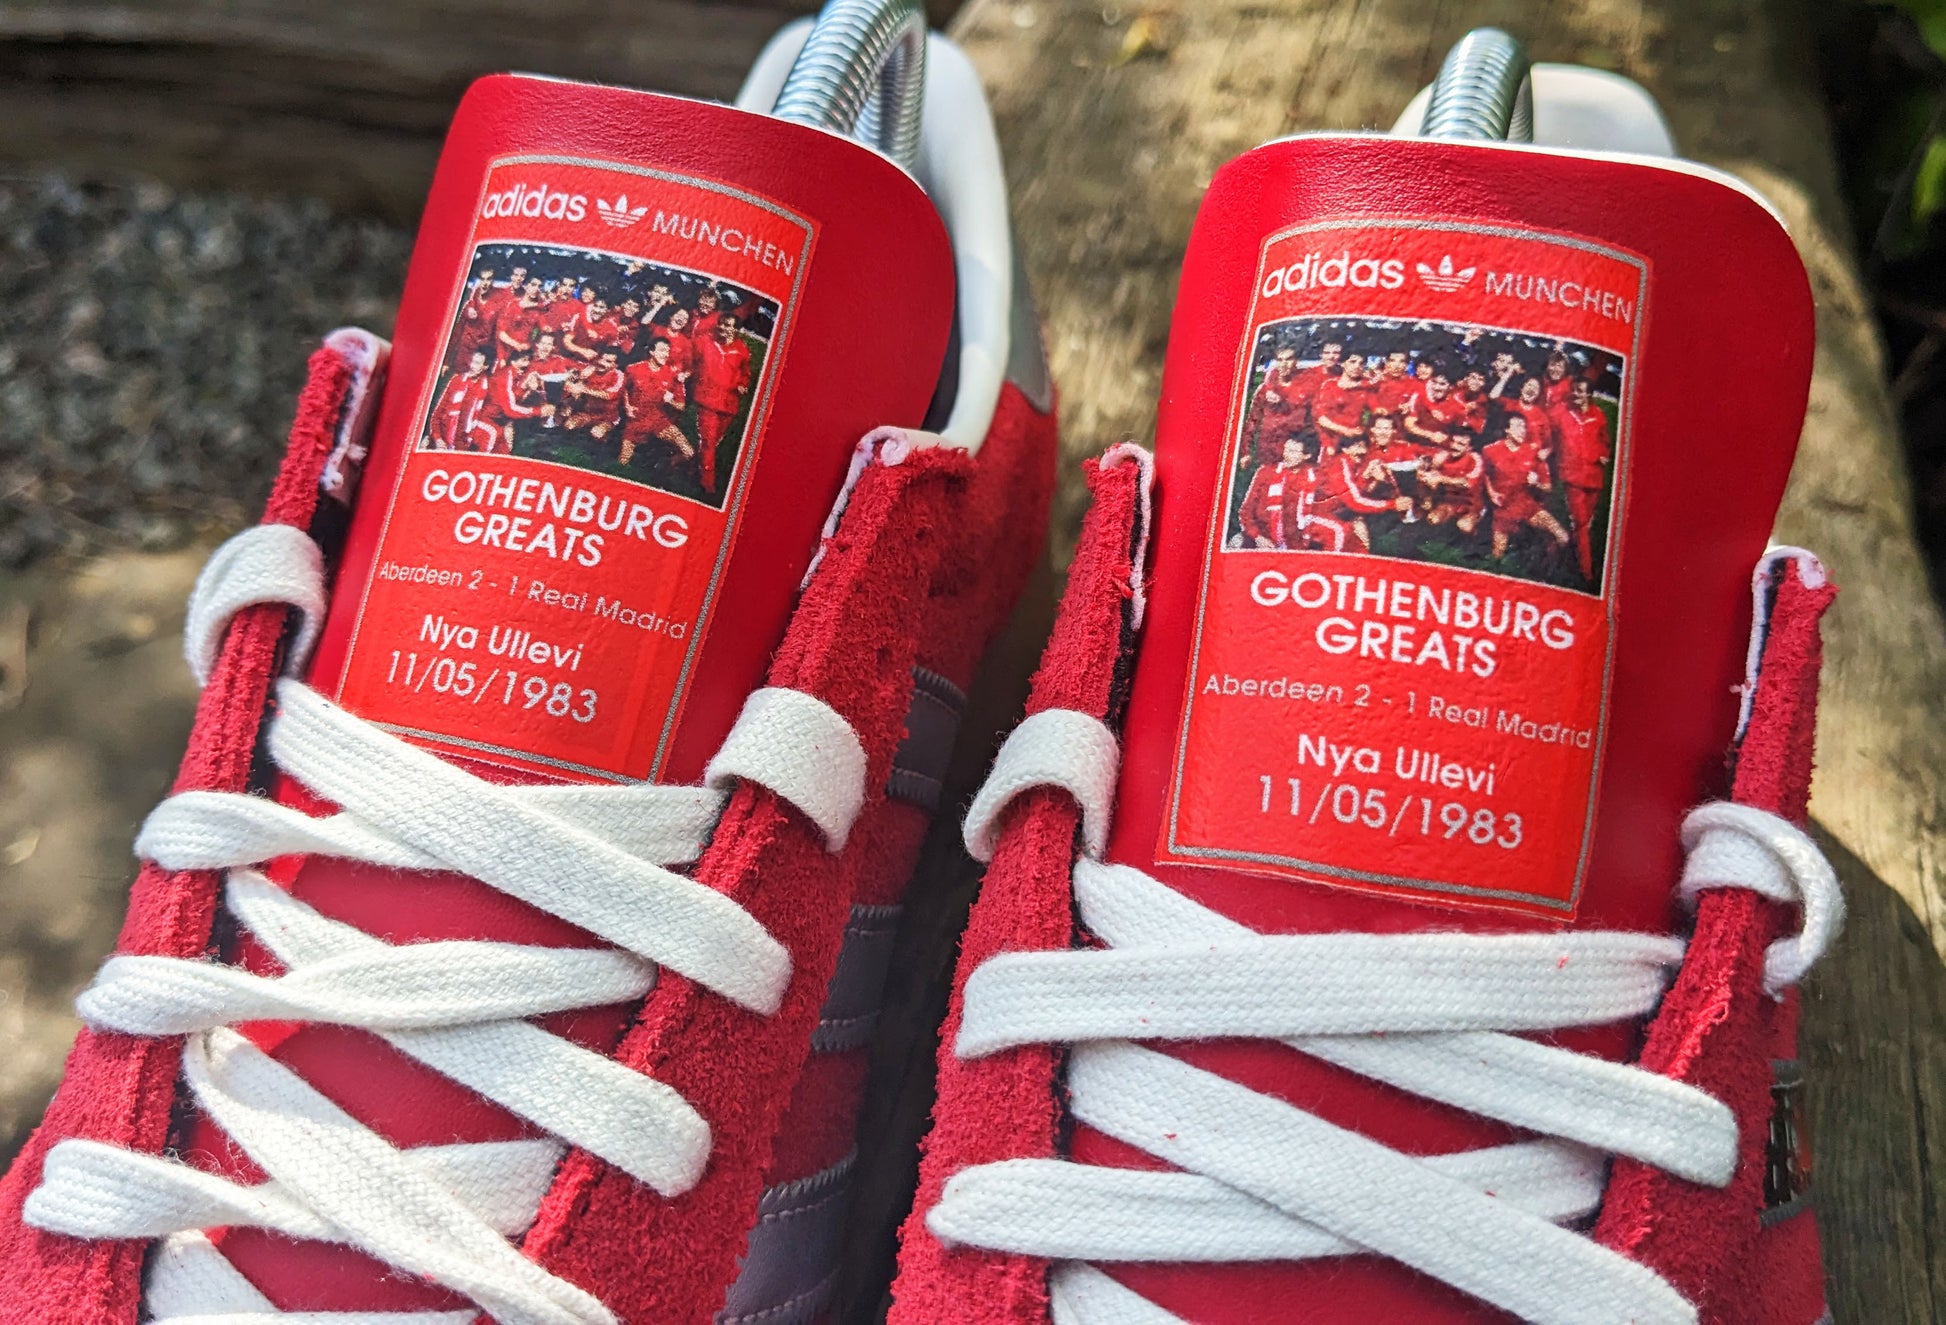 adidas MUNCHEN
GOTHENBURG
GREATS
Aberdeen 2 - 1 Real Madrid
Nya Ullevi
11/05/1983
adidas MUNCHEN
GOTHENBURG
GREATS
Aberdeen 2 - 1 Real Madrid
Nya Ullevi
11/05/1983